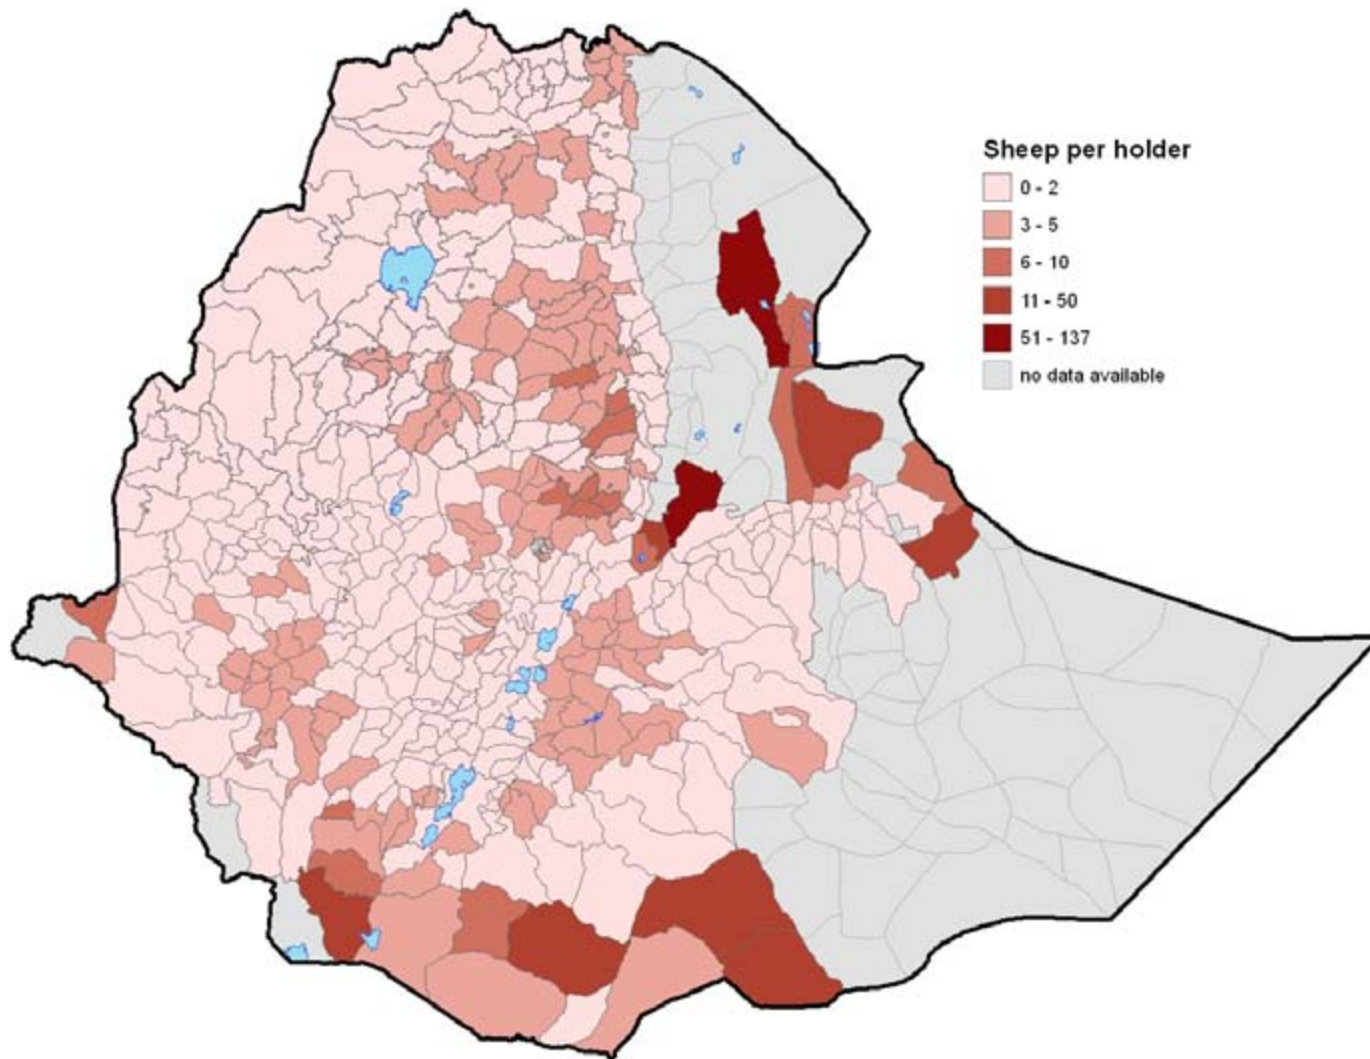 Sheep per holder
0 - 2
3 - 5
6 - 10
11 - 50
51 - 137
no data available